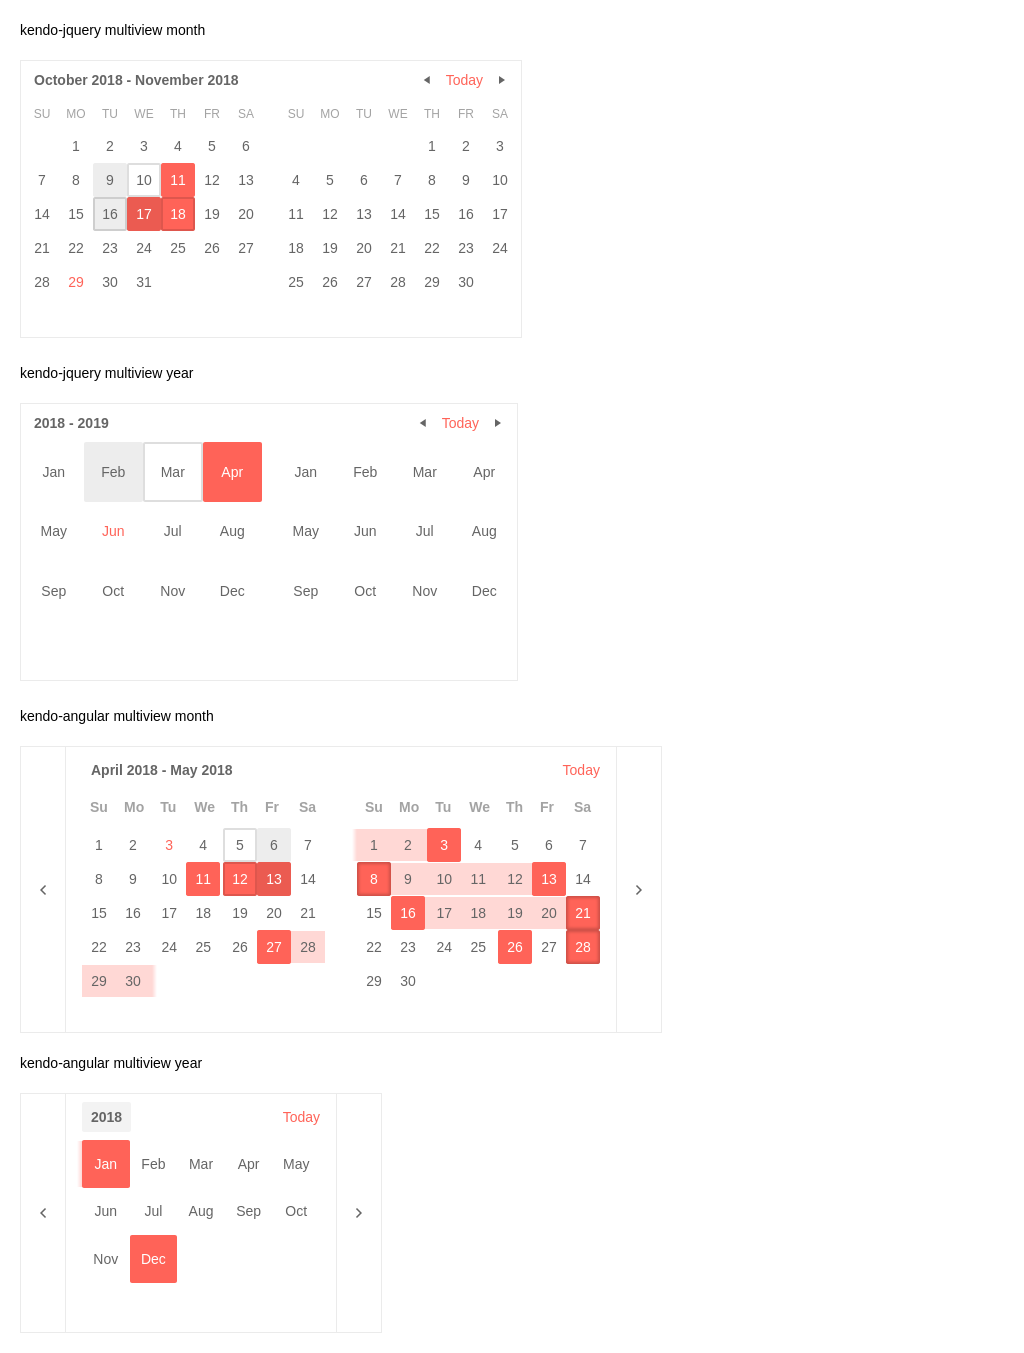 kendo-jquery multiview month
October 2018 - November 2018 Today
SU MO TU WE TH FR SA SU MO TU WE TH FR SA
1 2 3 4 5 6 1 2 3
7 8 9 10 11 12 13 4 5 6 7 8 9 10
14 15 16 17 18 19 20 11 12 13 14 15 16 17
21 22 23 24 25 26 27 18 19 20 21 22 23 24
28 29 30 31 25 26 27 28 29 30
kendo-jquery multiview year
2018 - 2019 Today
Jan Feb Mar Apr Jan Feb Mar Apr
May Jun Jul Aug May Jun Jul Aug
Sep Oct Nov Dec Sep Oct Nov Dec
kendo-angular multiview month
April 2018 - May 2018 Today
Su Mo Tu We Th Fr Sa Su Mo Tu We Th Fr Sa
1 2 3 4 5 6 7 1 2 3 4 5 6 7
8 9 10 11 12 13 14 8 9 10 11 12 13 14
15 16 17 18 19 20 21 15 16 17 18 19 20 21
22 23 24 25 26 27 28 22 23 24 25 26 27 28
29 30 29 30
kendo-angular multiview year
2018 Today
Jan Feb Mar Apr May
Jun Jul Aug Sep Oct
Nov Dec